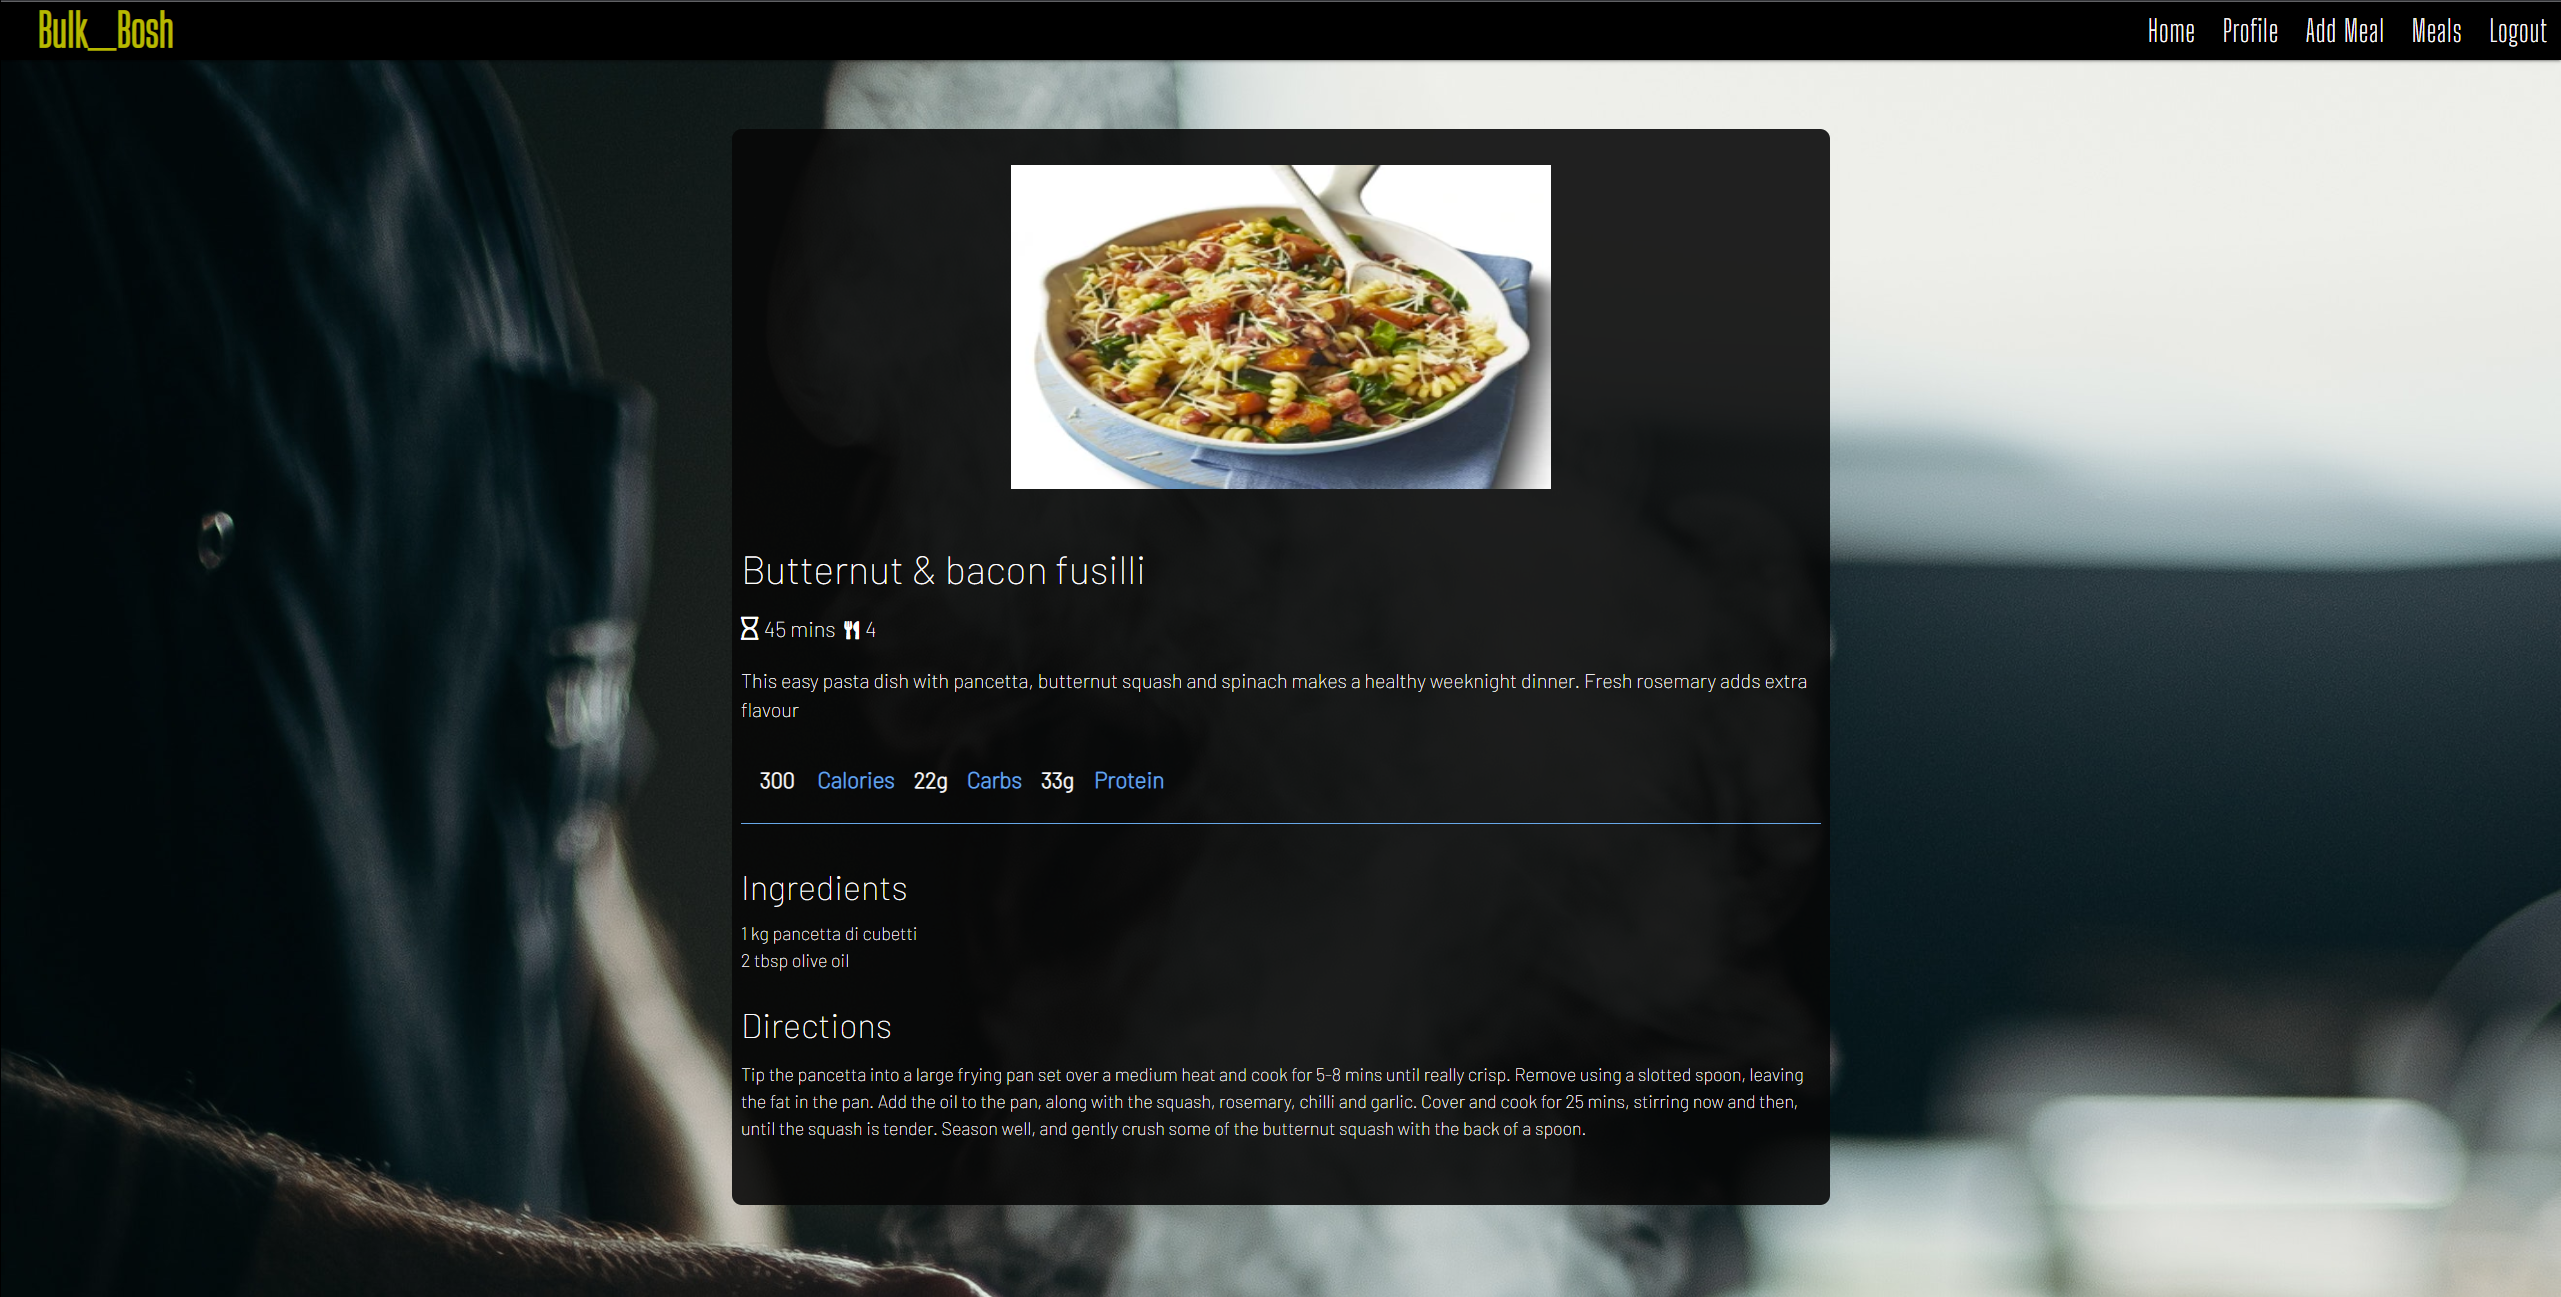 Bulk__Bosh
Home Profile Add Meal Meals Logout
Butternut & bacon fusilli
45 mins 4
This easy pasta dish with pancetta, butternut squash and spinach makes a healthy weeknight dinner. Fresh rosemary adds extra
flavour
300 Calories 22g Carbs 33g Protein
Ingredients
1 kg pancetta di cubetti
2 tbsp olive oil
Directions
Tip the pancetta into a large frying pan set over a medium heat and cook for 5-8 mins until really crisp. Remove using a slotted spoon, leaving
the fat in the pan. Add the oil to the pan, along with the squash, rosemary, chilli and garlic. Cover and cook for 25 mins, stirring now and then,
until the squash is tender. Season well, and gently crush some of the butternut squash with the back of a spoon.